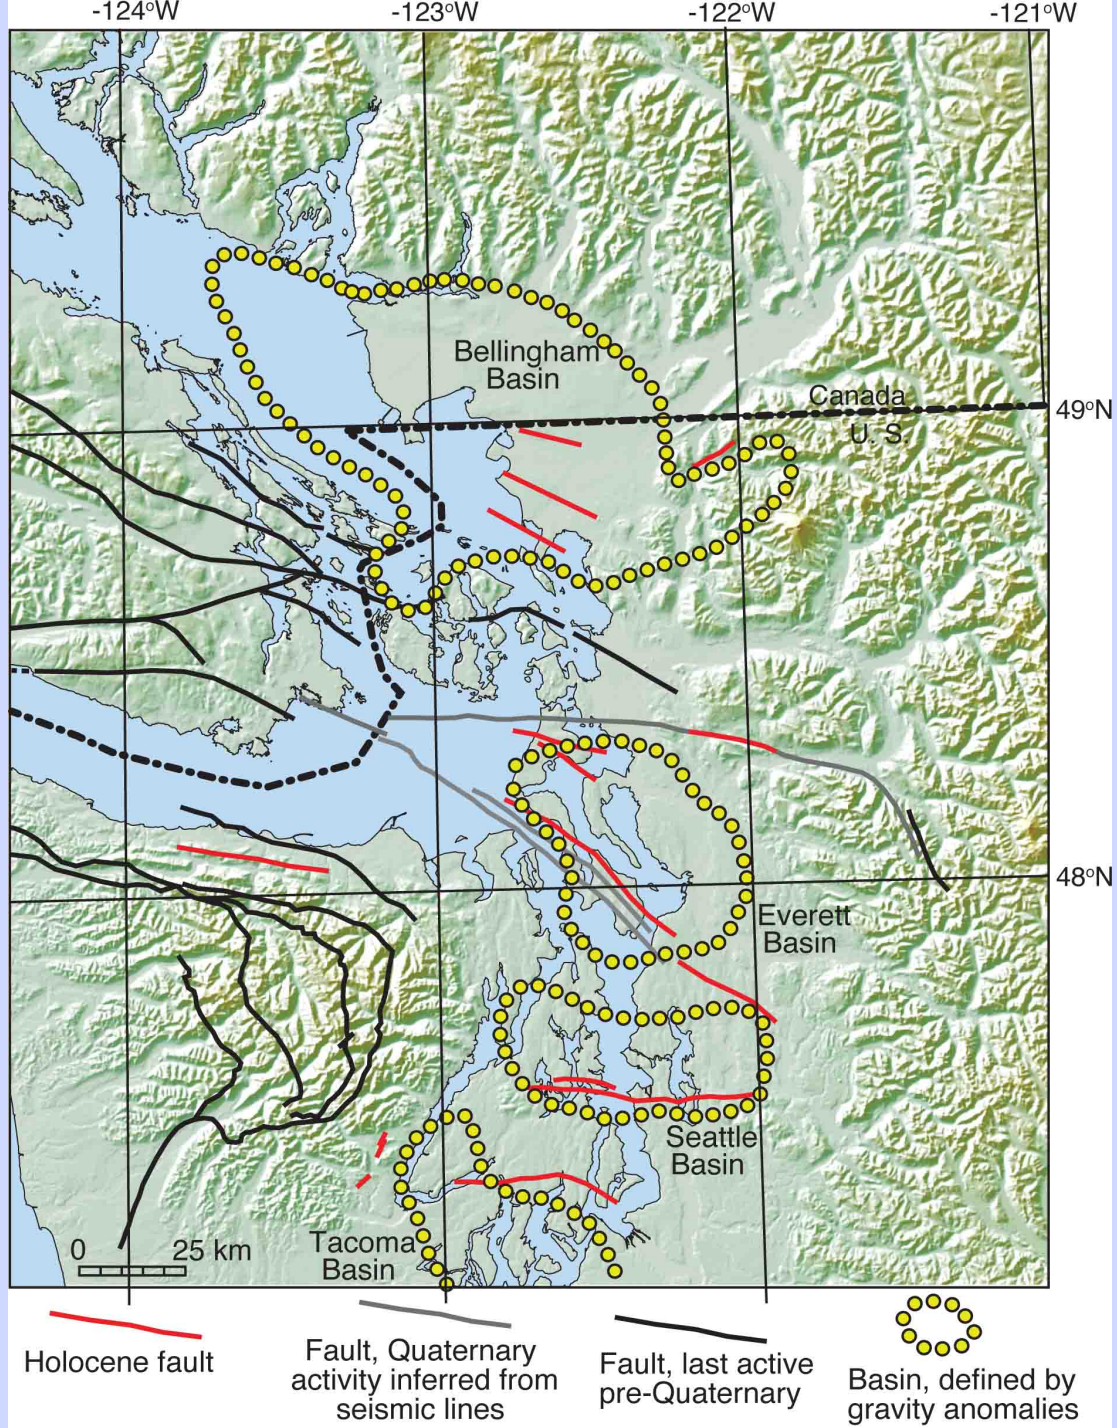 -124°W
-123°W
-122°W
-121°W
Bellingham
Basin
Canada
U. S.
49°N
48°N
Everett
Basin
Seattle
Basin
Tacoma
Basin
0
25 km
Holocene fault
Fault, Quaternary
activity inferred from
seismic lines
Fault, last active
pre-Quaternary
Basin, defined by
gravity anomalies